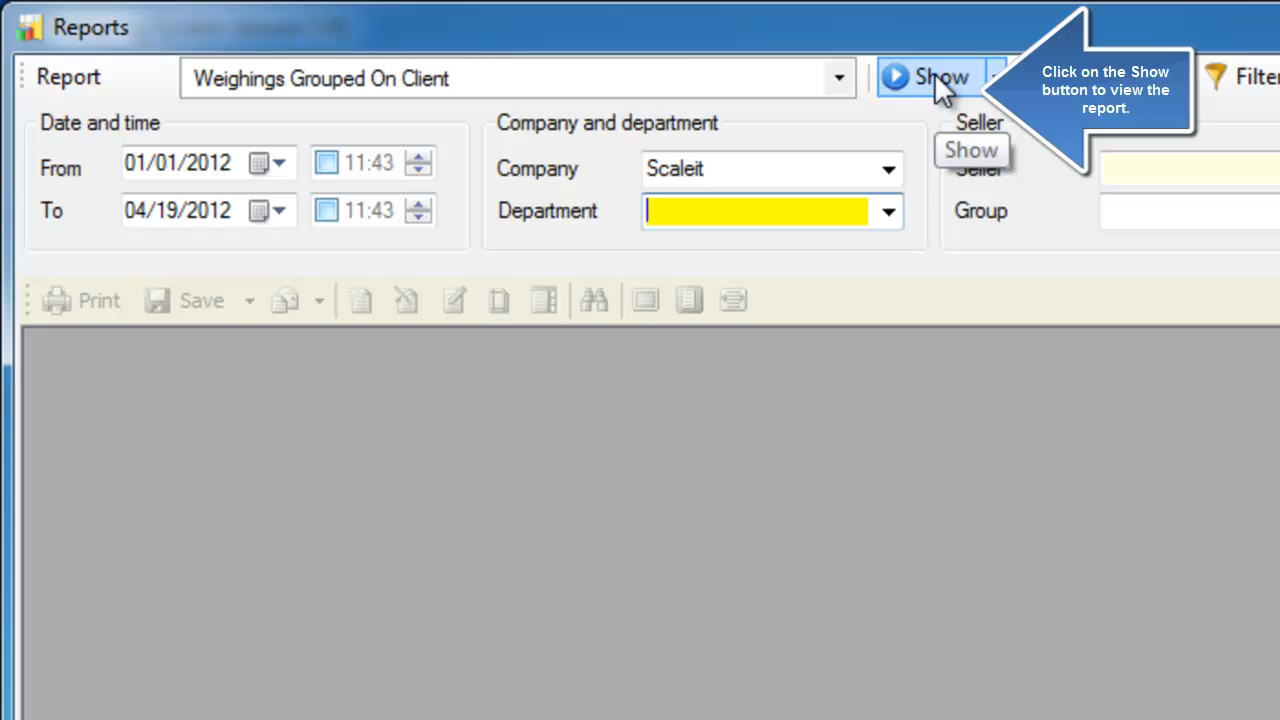 Reports
Report
Weighings Grouped On Client
Show
Click on the Show
button to view the
report.
Date and time
Company and department
Seller
Show
From
01/01/2012
11:43
Company
Scaleit
Seller
To
04/19/2012
11:43
Department
Group
Print
Save